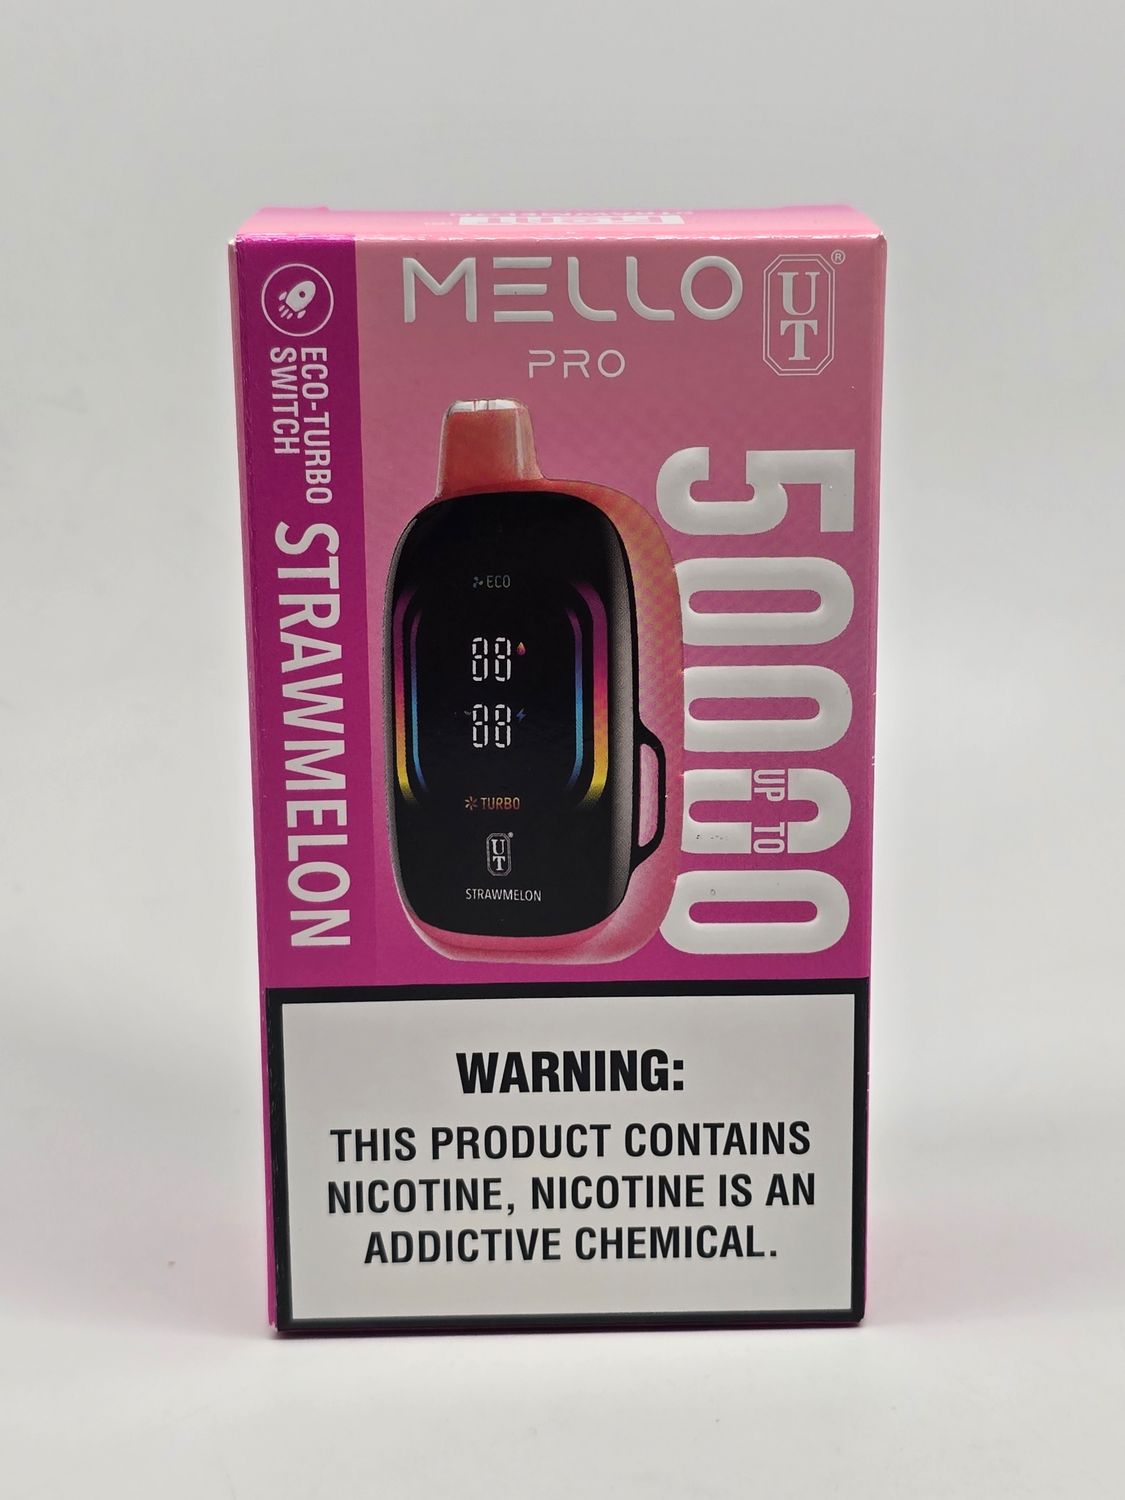 MELLO
PRO
UT®
ECO-TURBO
SWITCH
STRAWMELON
UP TO
50000
ECO
88
88
TURBO
UT®
STRAWMELON
WARNING:
THIS PRODUCT CONTAINS
NICOTINE, NICOTINE IS AN
ADDICTIVE CHEMICAL.